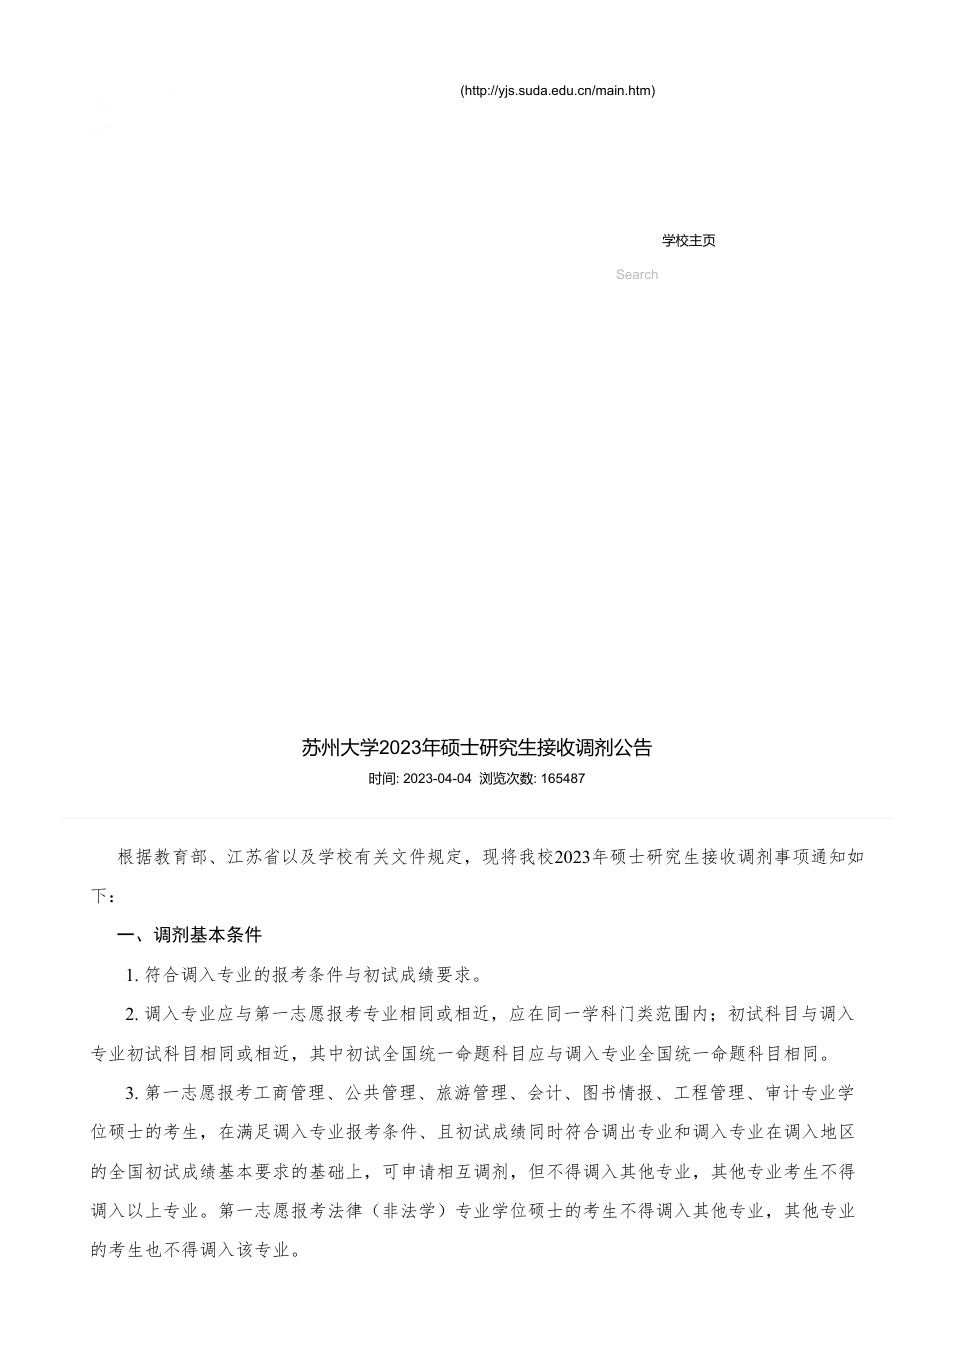 (http://yjs.suda.edu.cn/main.htm)
学校主页
Search
苏州大学2023年硕士研究生接收调剂公告
时间: 2023-04-04 浏览次数: 165487
根据教育部、江苏省以及学校有关文件规定，现将我校2023年硕士研究生接收调剂事项通知如
下：
一、调剂基本条件
1. 符合调入专业的报考条件与初试成绩要求。
2. 调入专业应与第一志愿报考专业相同或相近，应在同一学科门类范围内；初试科目与调入
专业初试科目相同或相近，其中初试全国统一命题科目应与调入专业全国统一命题科目相同。
3. 第一志愿报考工商管理、公共管理、旅游管理、会计、图书情报、工程管理、审计专业学
位硕士的考生，在满足调入专业报考条件、且初试成绩同时符合调出专业和调入专业在调入地区
的全国初试成绩基本要求的基础上，可申请相互调剂，但不得调入其他专业，其他专业考生不得
调入以上专业。第一志愿报考法律（非法学）专业学位硕士的考生不得调入其他专业，其他专业
的考生也不得调入该专业。